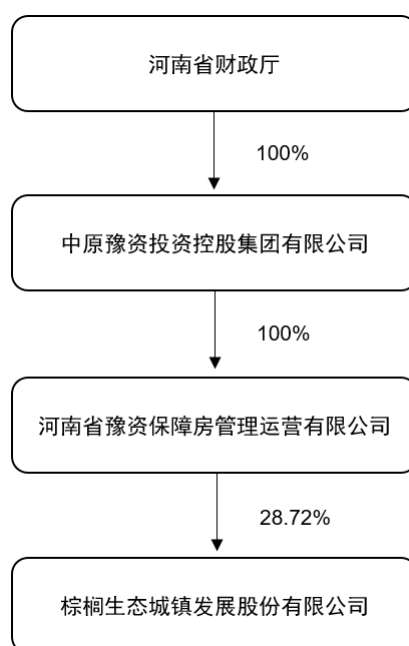 河南省财政厅
100%
中原豫资投资控股集团有限公司
100%
河南省豫资保障房管理运营有限公司
28.72%
棕榈生态城镇发展股份有限公司